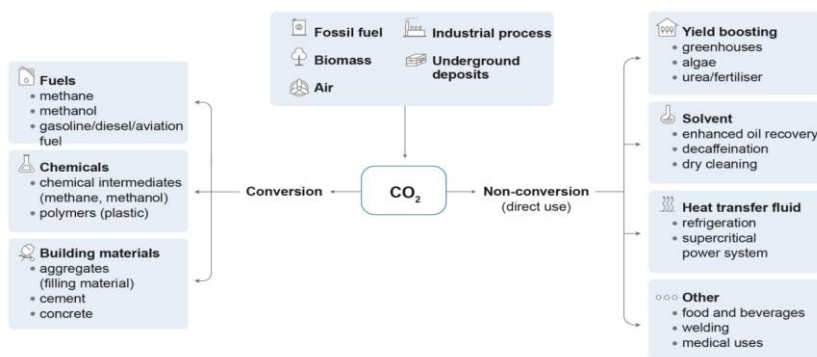 Fossil fuel
Industrial process
Biomass
Underground
deposits
Air
Fuels
• methane
• methanol
• gasoline/diesel/aviation
fuel
Chemicals
• chemical intermediates
(methane, methanol)
• polymers (plastic)
Building materials
• aggregates
(filling material)
• cement
• concrete
Conversion
CO₂
Non-conversion
(direct use)
Yield boosting
• greenhouses
• algae
• urea/fertiliser
Solvent
• enhanced oil recovery
• decaffeination
• dry cleaning
Heat transfer fluid
• refrigeration
• supercritical
power system
Other
• food and beverages
• welding
• medical uses